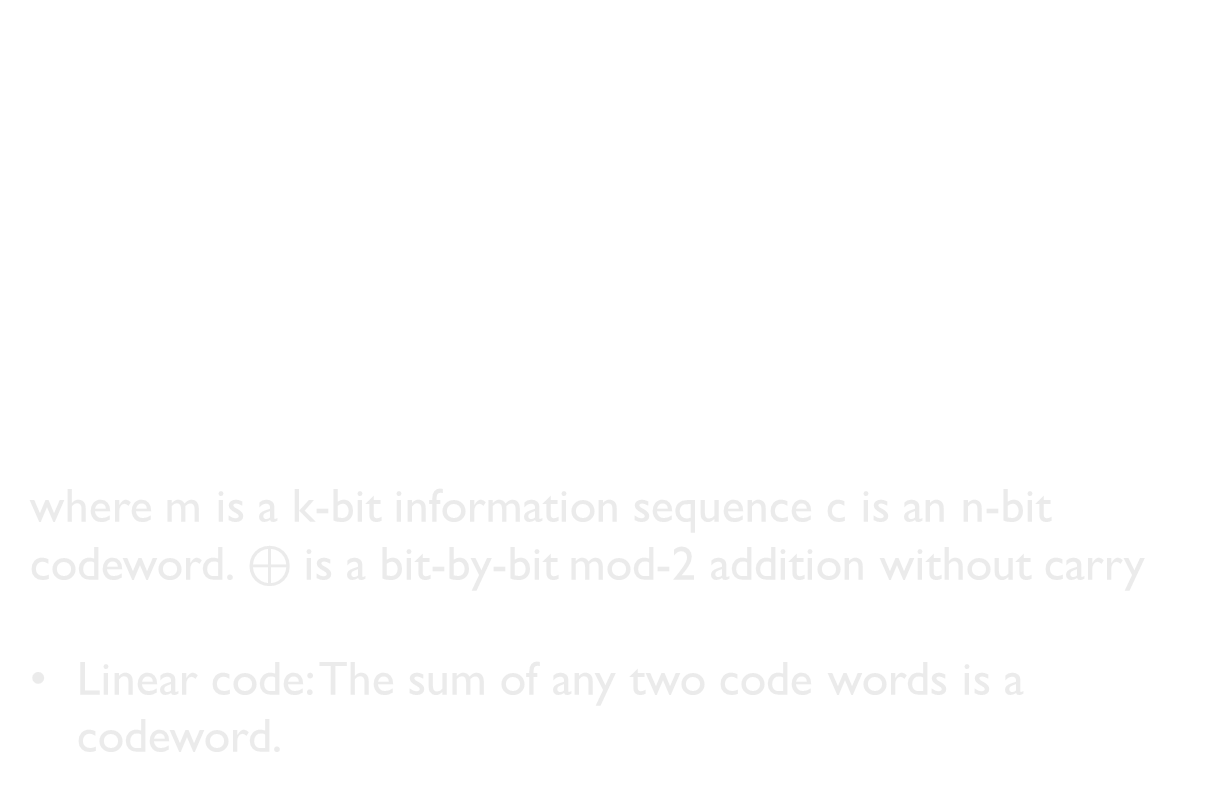 where m is a k-bit information sequence c is an n-bit
codeword. ⊕ is a bit-by-bit mod-2 addition without carry
• Linear code: The sum of any two code words is a
codeword.